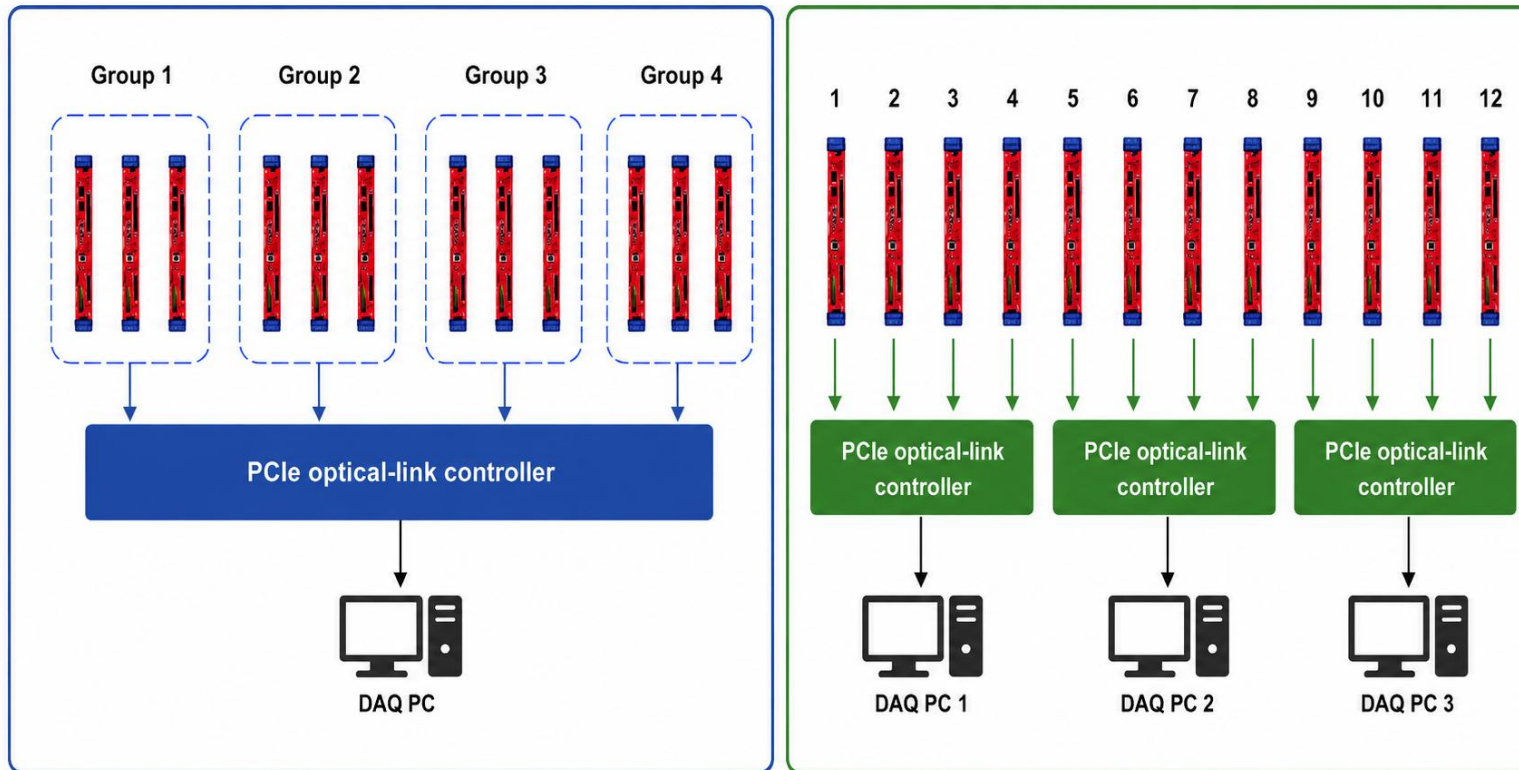 Group 1
Group 2
Group 3
Group 4
PCIe optical-link controller
DAQ PC
1
2
3
4
5
6
7
8
9
10
11
12
PCIe optical-link
controller
PCIe optical-link
controller
PCIe optical-link
controller
DAQ PC 1
DAQ PC 2
DAQ PC 3